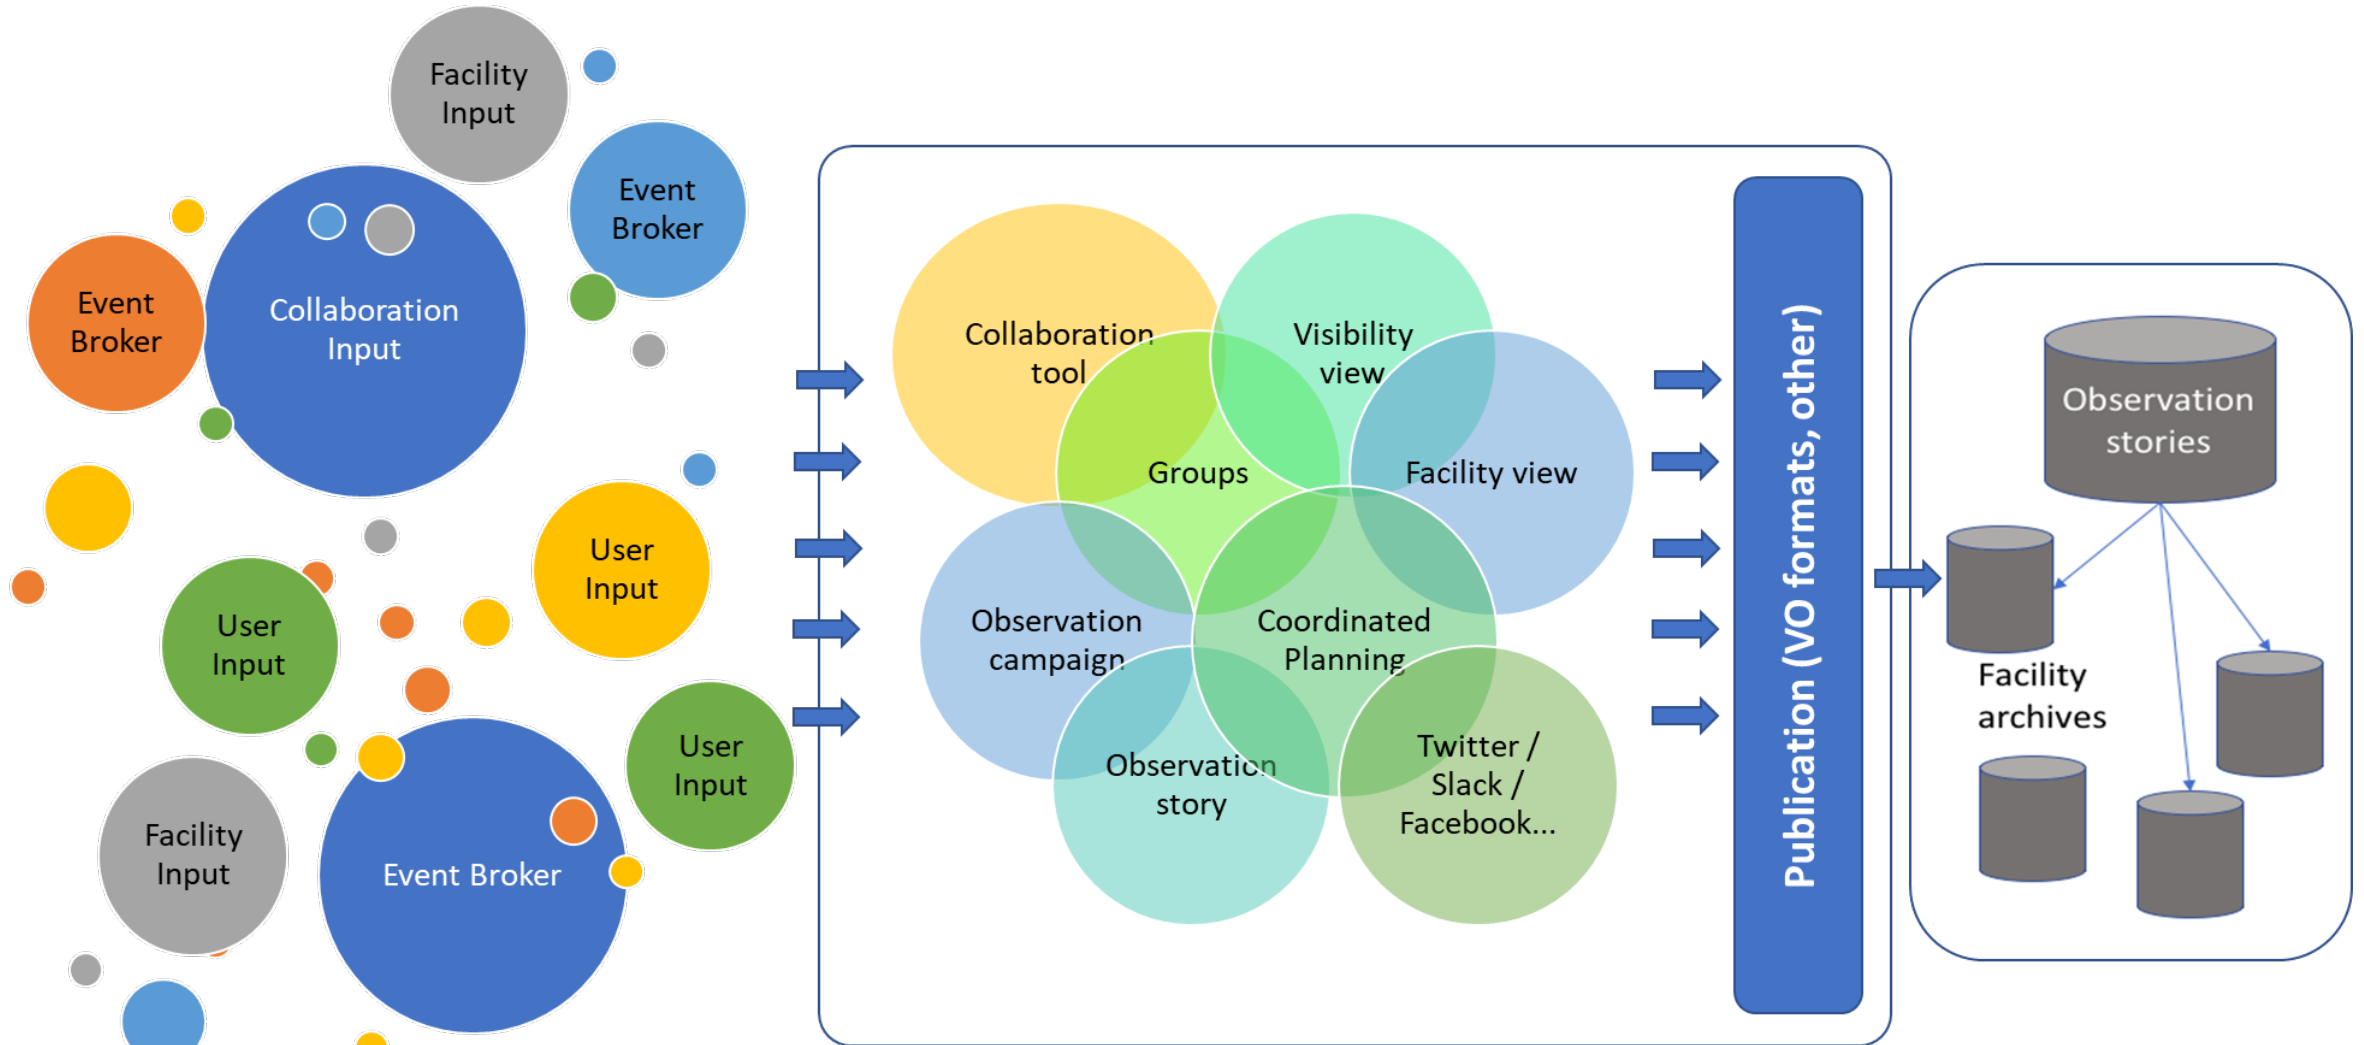 Facility
Input
Event
Broker
Event
Broker
Collaboration
Input
User
Input
User
Input
User
Input
Facility
Input
Event Broker
Collaboration
tool
Visibility
view
Groups
Facility view
Observation
campaign
Coordinated
Planning
Observation
story
Twitter /
Slack /
Facebook...
Publication (VO formats, other)
Observation
stories
Facility
archives